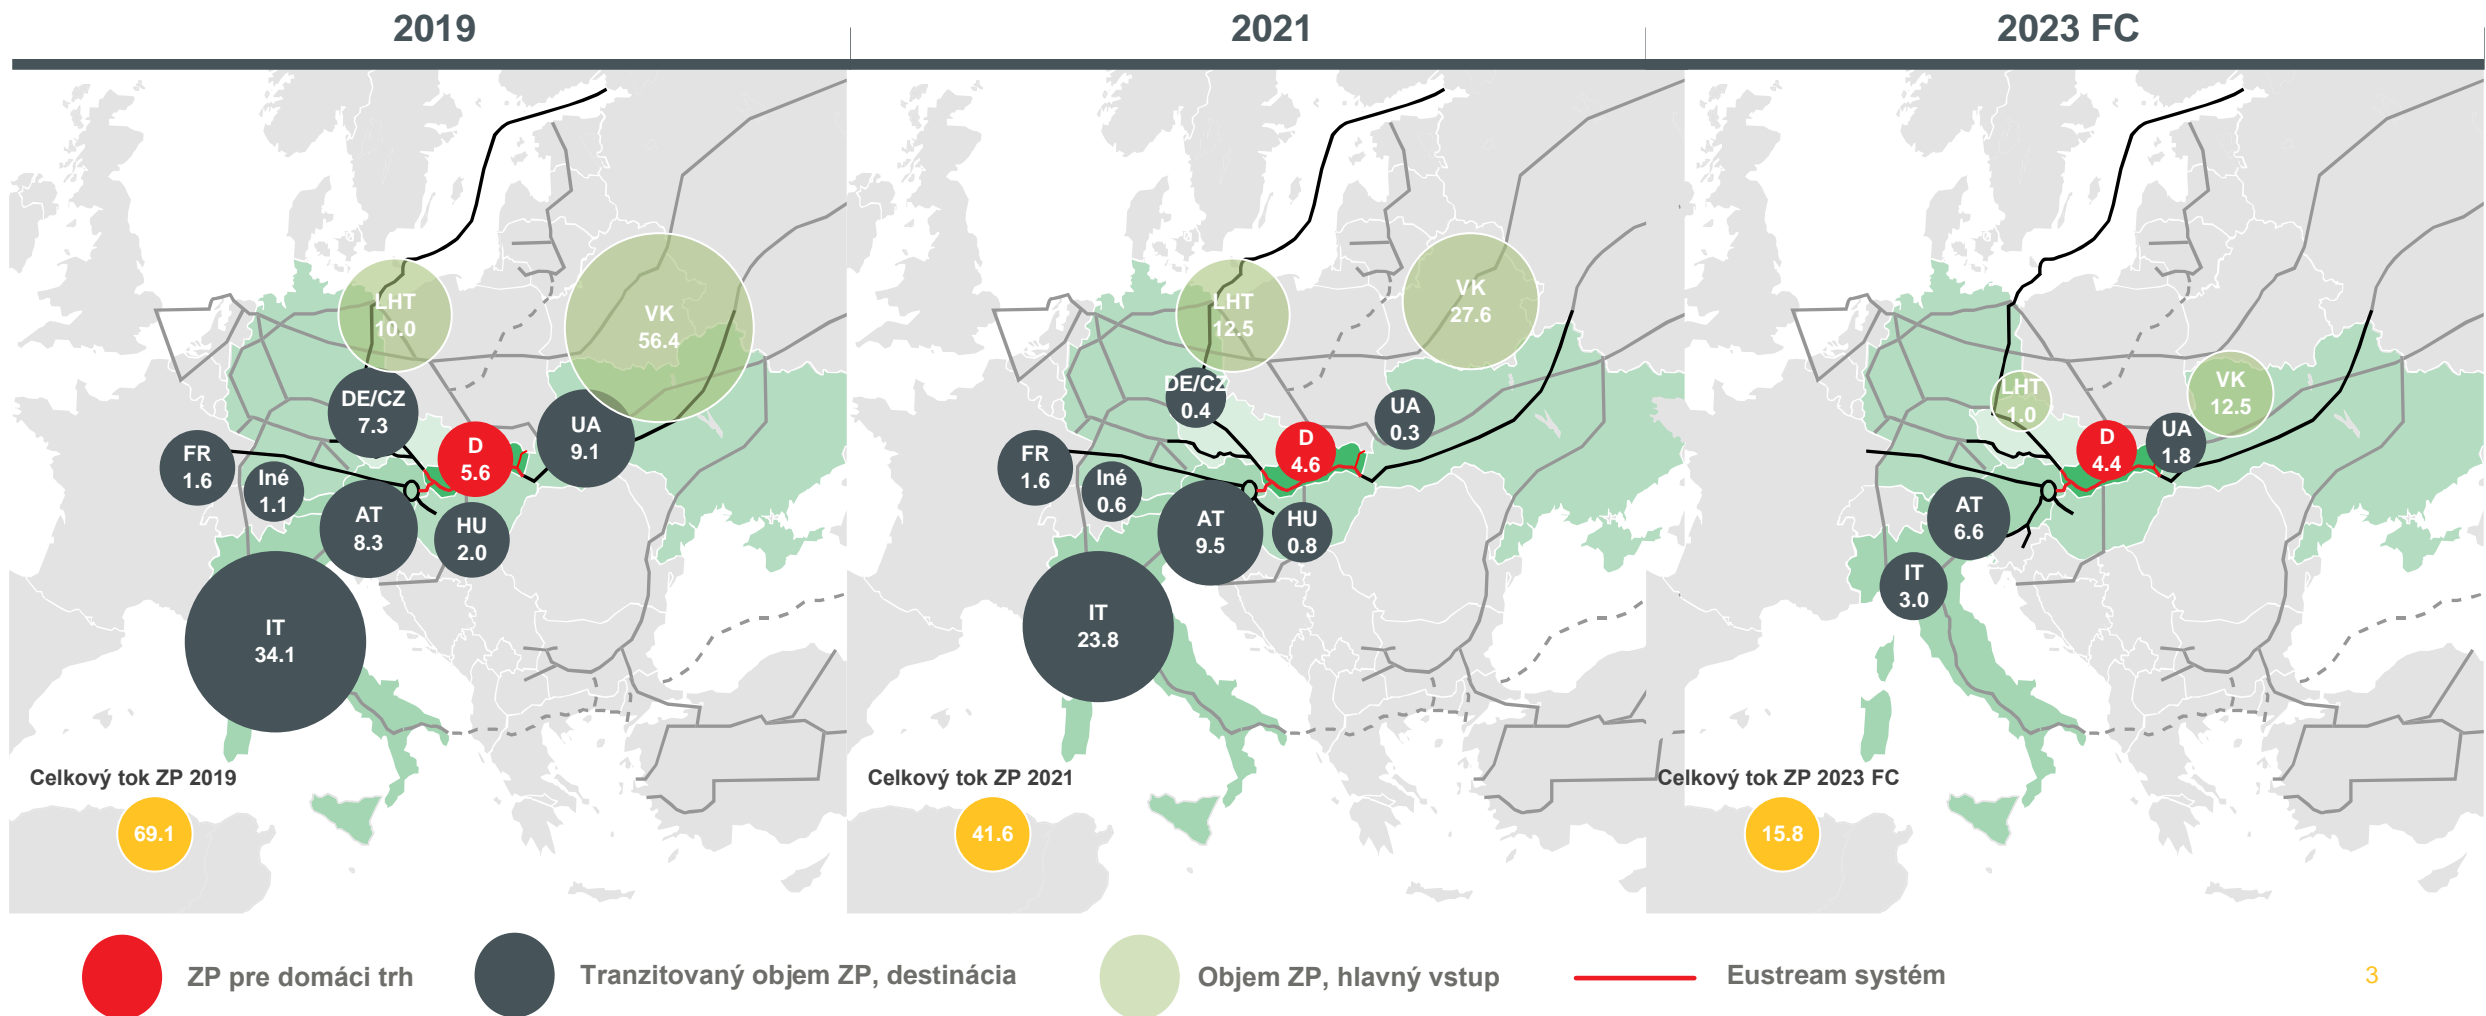 2019
2021
2023 FC
LHT
10.0
VK
56.4
DE/CZ
7.3
UA
9.1
D
5.6
FR
1.6
Iné
1.1
AT
8.3
HU
2.0
IT
34.1
Celkový tok ZP 2019
69.1
LHT
12.5
VK
27.6
DE/CZ
0.4
UA
0.3
D
4.6
FR
1.6
Iné
0.6
AT
9.5
HU
0.8
IT
23.8
Celkový tok ZP 2021
41.6
LHT
1.0
VK
12.5
D
4.4
UA
1.8
AT
6.6
IT
3.0
Celkový tok ZP 2023 FC
15.8
ZP pre domáci trh
Tranzitovaný objem ZP, destinácia
Objem ZP, hlavný vstup
Eustream systém
3